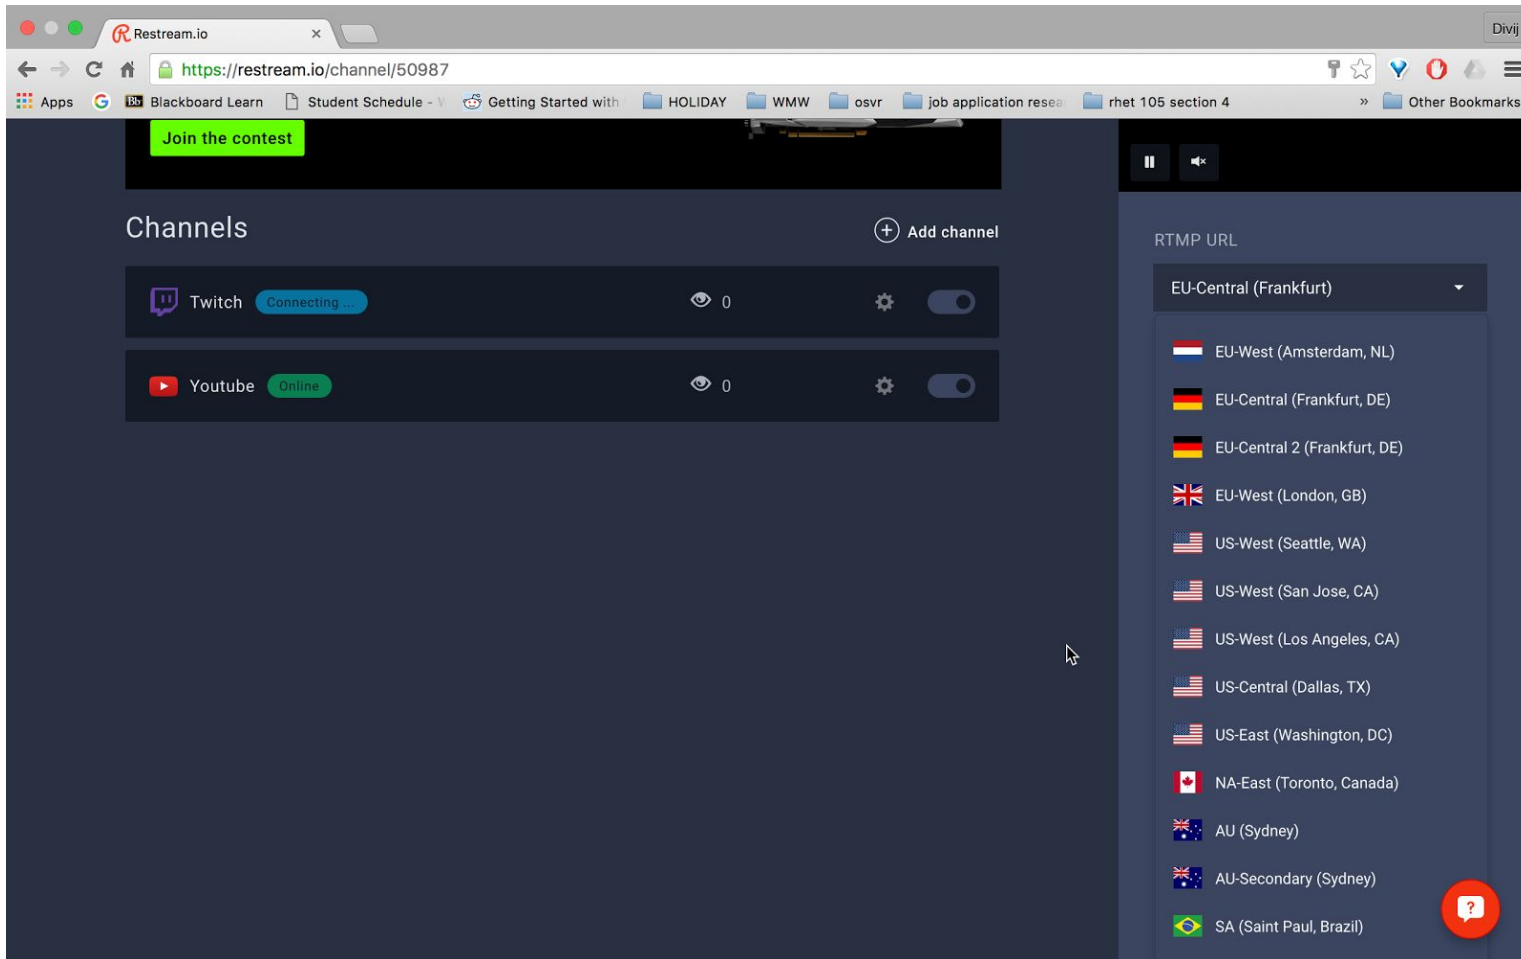 Restream.io
Divij
https://restream.io/channel/50987
Apps
Blackboard Learn
Student Schedule -
Getting Started with
HOLIDAY
WMW
osvr
job application resea
rhet 105 section 4
»
Other Bookmarks
Join the contest
Channels
Add channel
Twitch Connecting ... 0
Youtube Online 0
RTMP URL
EU-Central (Frankfurt)
EU-West (Amsterdam, NL)
EU-Central (Frankfurt, DE)
EU-Central 2 (Frankfurt, DE)
EU-West (London, GB)
US-West (Seattle, WA)
US-West (San Jose, CA)
US-West (Los Angeles, CA)
US-Central (Dallas, TX)
US-East (Washington, DC)
NA-East (Toronto, Canada)
AU (Sydney)
AU-Secondary (Sydney)
SA (Saint Paul, Brazil)